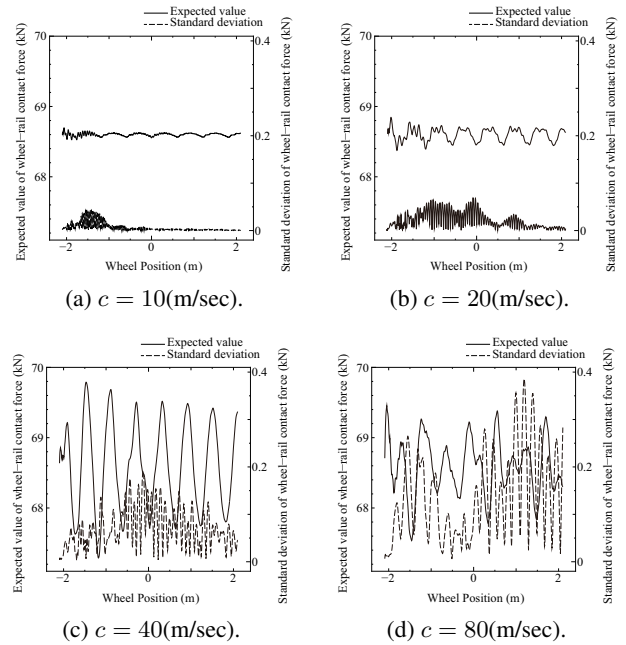 Expected value
Standard deviation
Expected value of wheel−rail contact force (kN)
70
69
68
−2
−1
0
1
2
Wheel Position (m)
0.4
0.2
0
Standard deviation of wheel−rail contact force (kN)
(a) c = 10(m/sec).
Expected value
Standard deviation
Expected value of wheel−rail contact force (kN)
70
69
68
−2
−1
0
1
2
Wheel Position (m)
0.4
0.2
0
Standard deviation of wheel−rail contact force (kN)
(b) c = 20(m/sec).
Expected value
Standard deviation
Expected value of wheel−rail contact force (kN)
70
69
68
−2
−1
0
1
2
Wheel Position (m)
0.4
0.2
0
Standard deviation of wheel−rail contact force (kN)
(c) c = 40(m/sec).
Expected value
Standard deviation
Expected value of wheel−rail contact force (kN)
70
69
68
−2
−1
0
1
2
Wheel Position (m)
0.4
0.2
0
Standard deviation of wheel−rail contact force (kN)
(d) c = 80(m/sec).